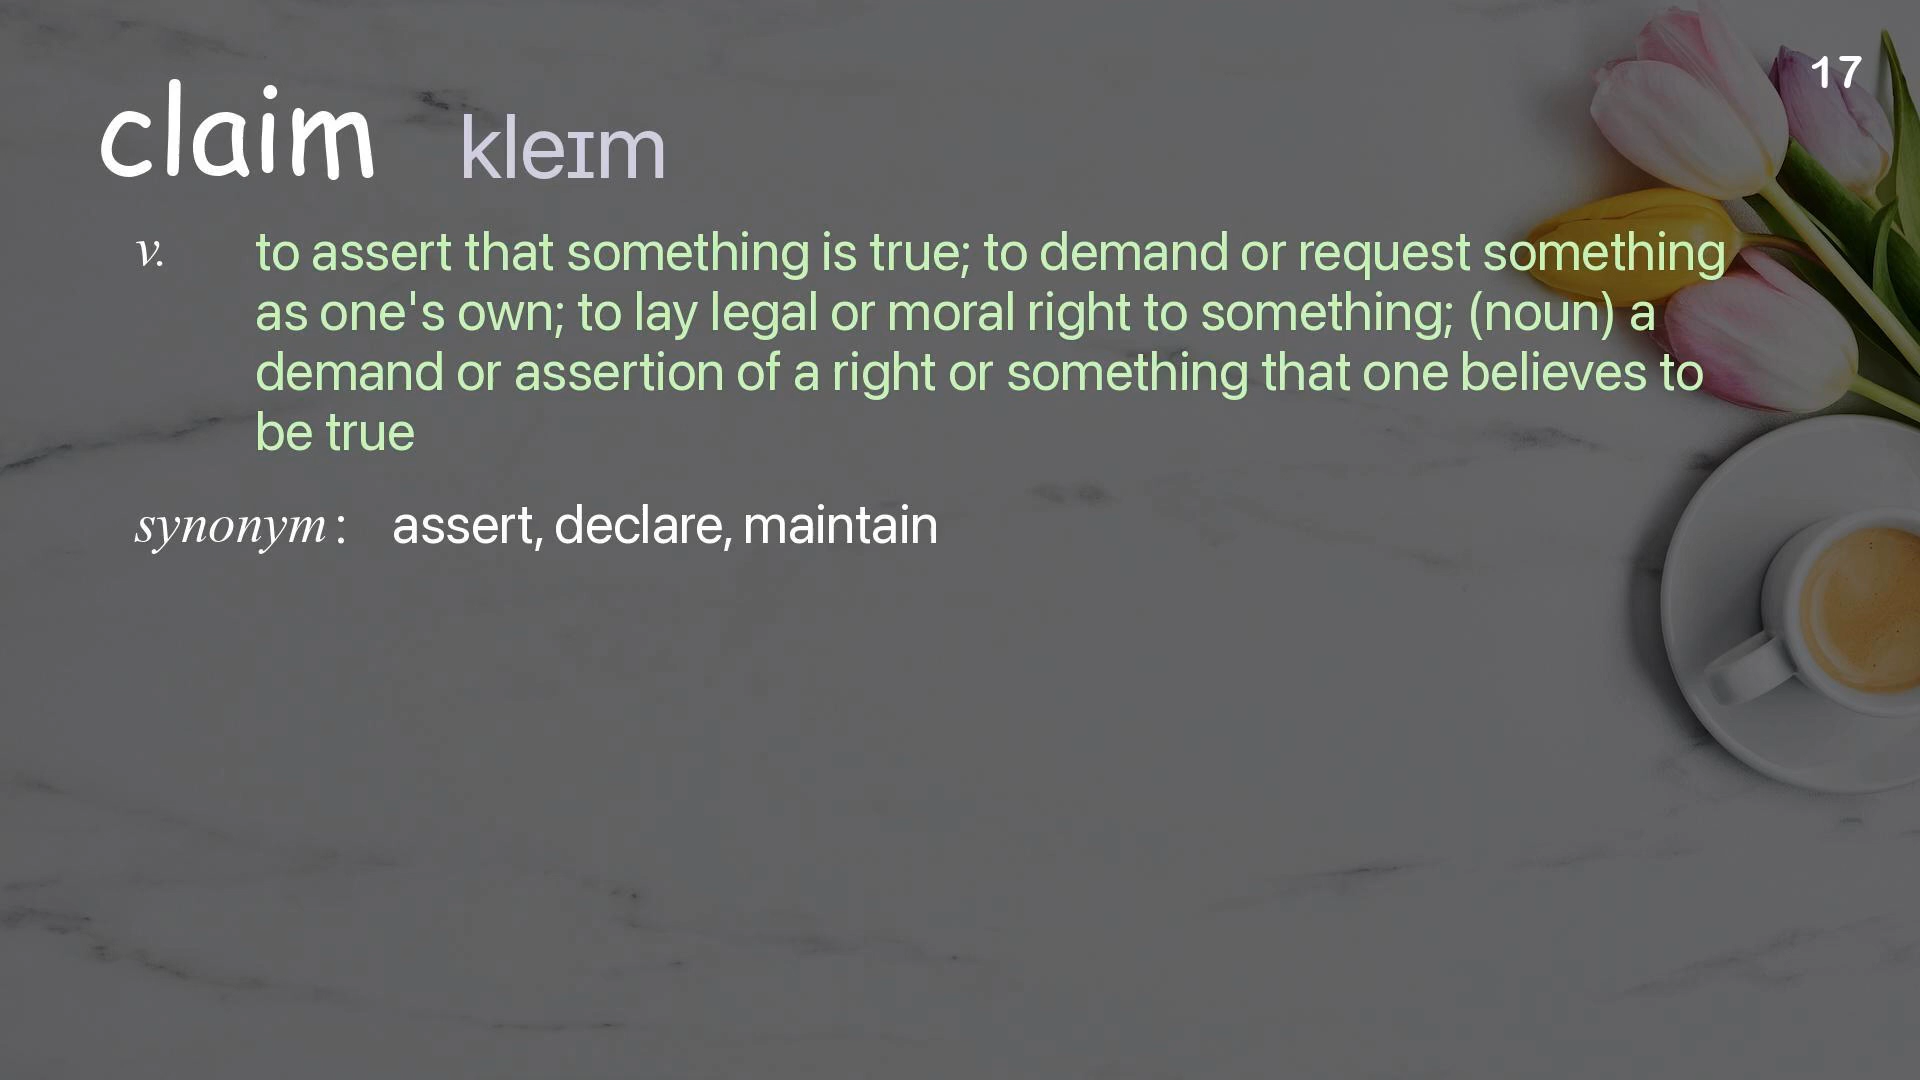 17
claim kleɪm
v. to assert that something is true; to demand or request something
as one's own; to lay legal or moral right to something; (noun) a
demand or assertion of a right or something that one believes to
be true
synonym: assert, declare, maintain